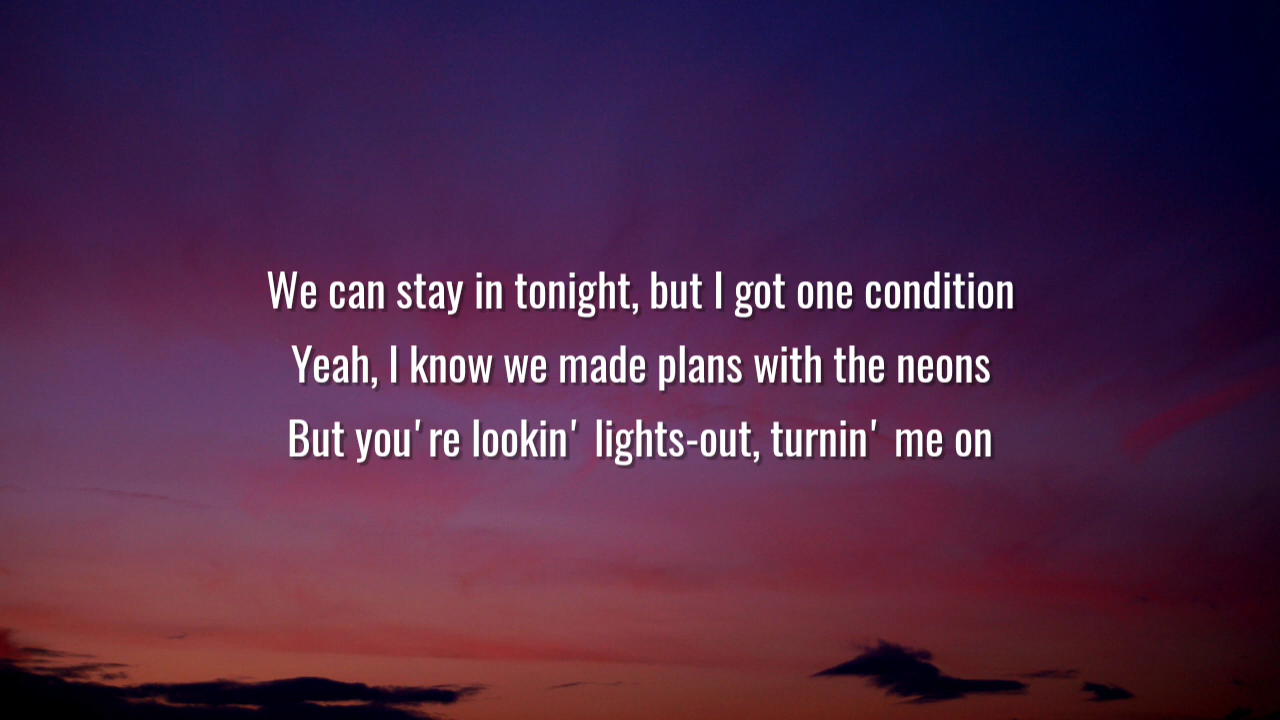 We can stay in tonight, but I got one condition
Yeah, I know we made plans with the neons
But you're lookin' lights-out, turnin' me on